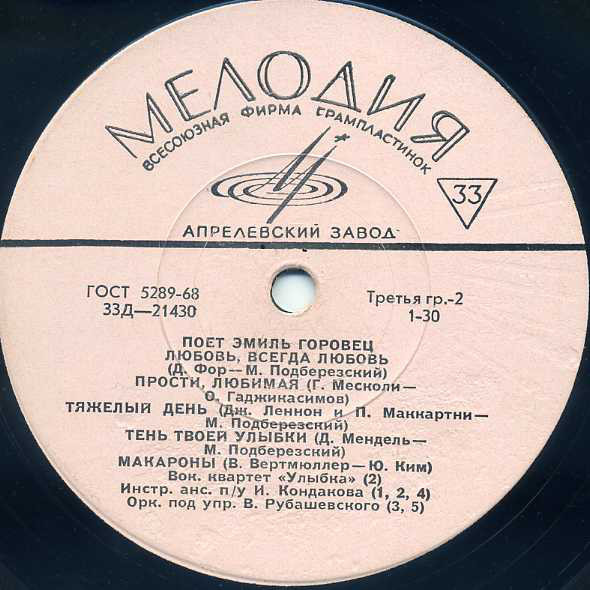 МЕЛОДИЯ
ВСЕСОЮЗНАЯ ФИРМА ГРАМПЛАСТИНОК
33
АПРЕЛЕВСКИЙ ЗАВОД
ГОСТ 5289-68
33Д—21430
Третья гр.-2
1-30
ПОЕТ ЭМИЛЬ ГОРОВЕЦ
ЛЮБОВЬ, ВСЕГДА ЛЮБОВЬ
(Д. Фор—М. Подберезский)
ПРОСТИ, ЛЮБИМАЯ (Г. Месколи—
О. Гаджикасимов)
ТЯЖЕЛЫЙ ДЕНЬ (Дж. Леннон и П. Маккартни—
М. Подберезский)
ТЕНЬ ТВОЕЙ УЛЫБКИ (Д. Мендель—
М. Подберезский)
МАКАРОНЫ (В. Вертмюллер—Ю. Ким)
Вок. квартет «Улыбка» (2)
Инстр. анс. п/у И. Кондакова (1, 2, 4)
Орк. под упр. В. Рубашевского (3, 5)